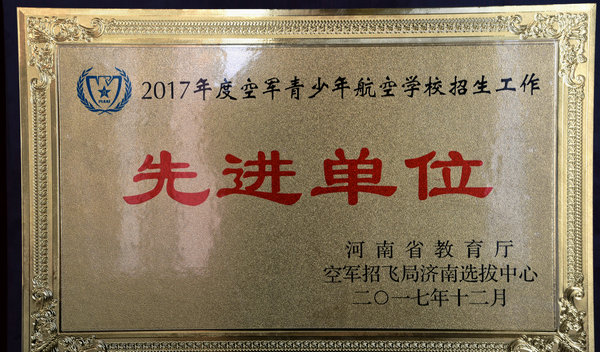 2017年度空军青少年航空学校招生工作
先进单位
河南省教育厅
空军招飞局济南选拔中心
二〇一七年十二月